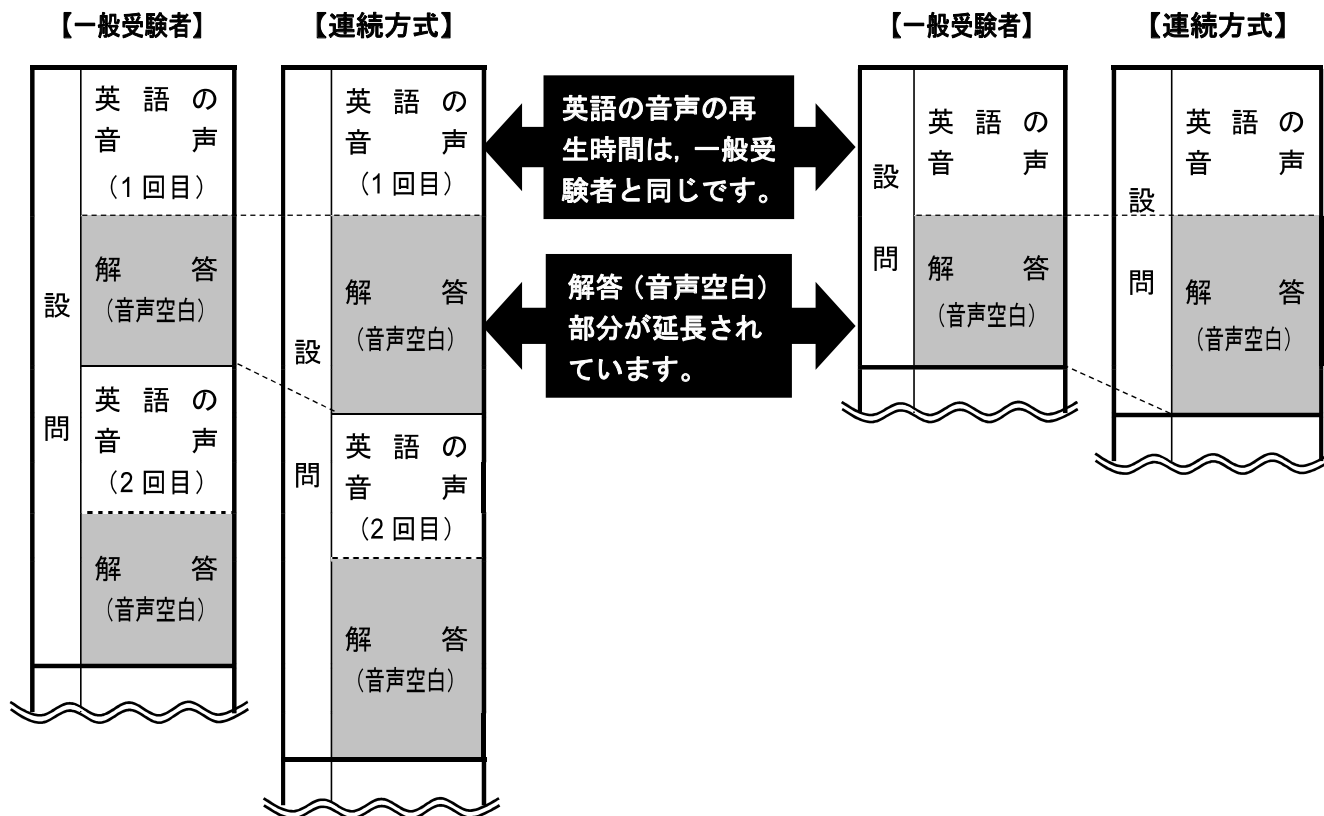 【一般受験者】
設問
英語の
音声
（1回目）
解答
（音声空白）
英語の
音声
（2回目）
解答
（音声空白）
【連続方式】
設問
英語の
音声
（1回目）
解答
（音声空白）
英語の
音声
（2回目）
解答
（音声空白）
英語の音声の再
生時間は，一般受
験者と同じです。
解答（音声空白）
部分が延長され
ています。
【一般受験者】
設問
英語の
音声
解答
（音声空白）
【連続方式】
設問
英語の
音声
解答
（音声空白）